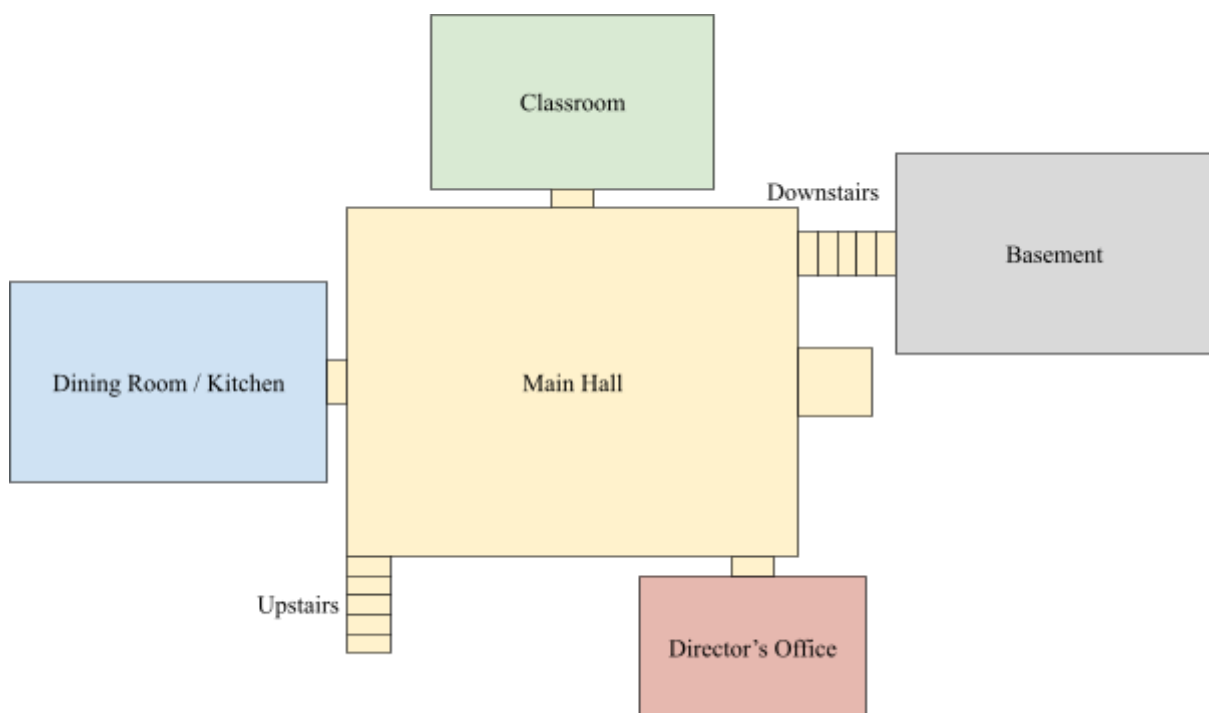 Classroom
Downstairs
Basement
Dining Room / Kitchen
Main Hall
Upstairs
Director's Office